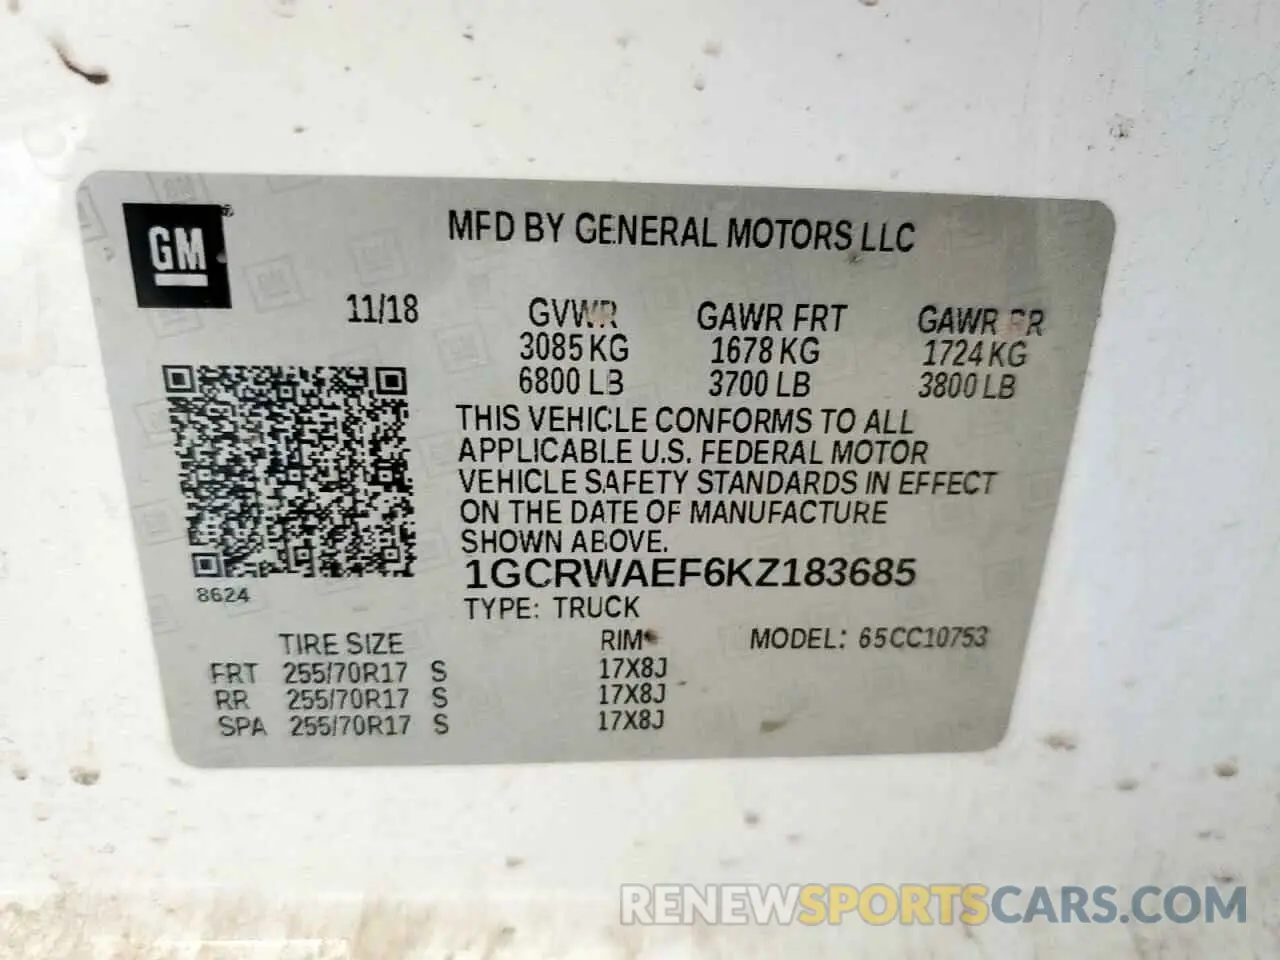 GM®
MFD BY GENERAL MOTORS LLC
11/18 GVWR GAWR FRT GAWR RR
3085 KG 1678 KG 1724 KG
6800 LB 3700 LB 3800 LB
THIS VEHICLE CONFORMS TO ALL
APPLICABLE U.S. FEDERAL MOTOR
VEHICLE SAFETY STANDARDS IN EFFECT
ON THE DATE OF MANUFACTURE
SHOWN ABOVE.
1GCRWAEF6KZ183685
8624
TYPE: TRUCK
TIRE SIZE RIM MODEL: 65CC10753
FRT 255/70R17 S 17X8J
RR 255/70R17 S 17X8J
SPA 255/70R17 S 17X8J
RENEWSPORTSCARS.COM